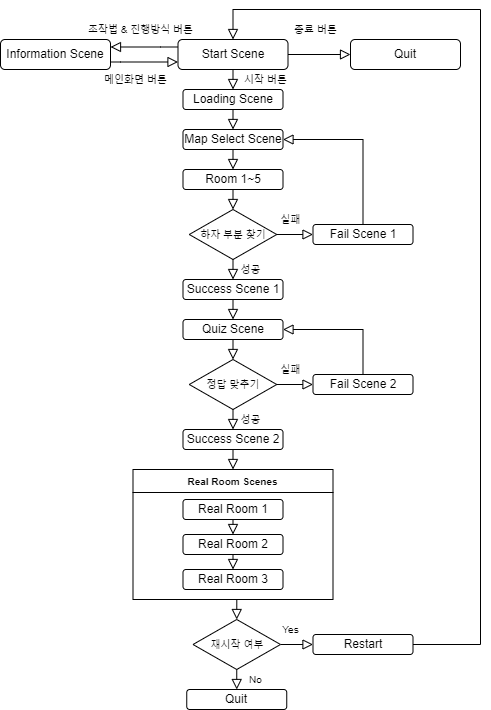 조작법 & 진행방식 버튼
종료 버튼
Information Scene
Start Scene
Quit
메인화면 버튼
시작 버튼
Loading Scene
Map Select Scene
Room 1~5
하자 부분 찾기
실패
Fail Scene 1
성공
Success Scene 1
Quiz Scene
정답 맞추기
실패
Fail Scene 2
성공
Success Scene 2
Real Room Scenes
Real Room 1
Real Room 2
Real Room 3
재시작 여부
Yes
Restart
No
Quit